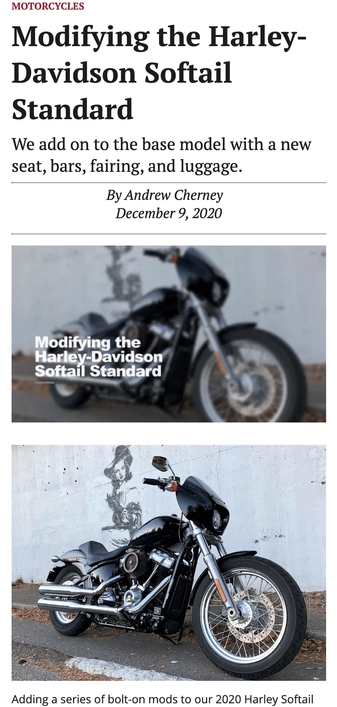 MOTORCYCLES
Modifying the Harley-
Davidson Softail
Standard
We add on to the base model with a new
seat, bars, fairing, and luggage.
By Andrew Cherney
December 9, 2020
Modifying the
Harley-Davidson
Softail Standard
Adding a series of bolt-on mods to our 2020 Harley Softail